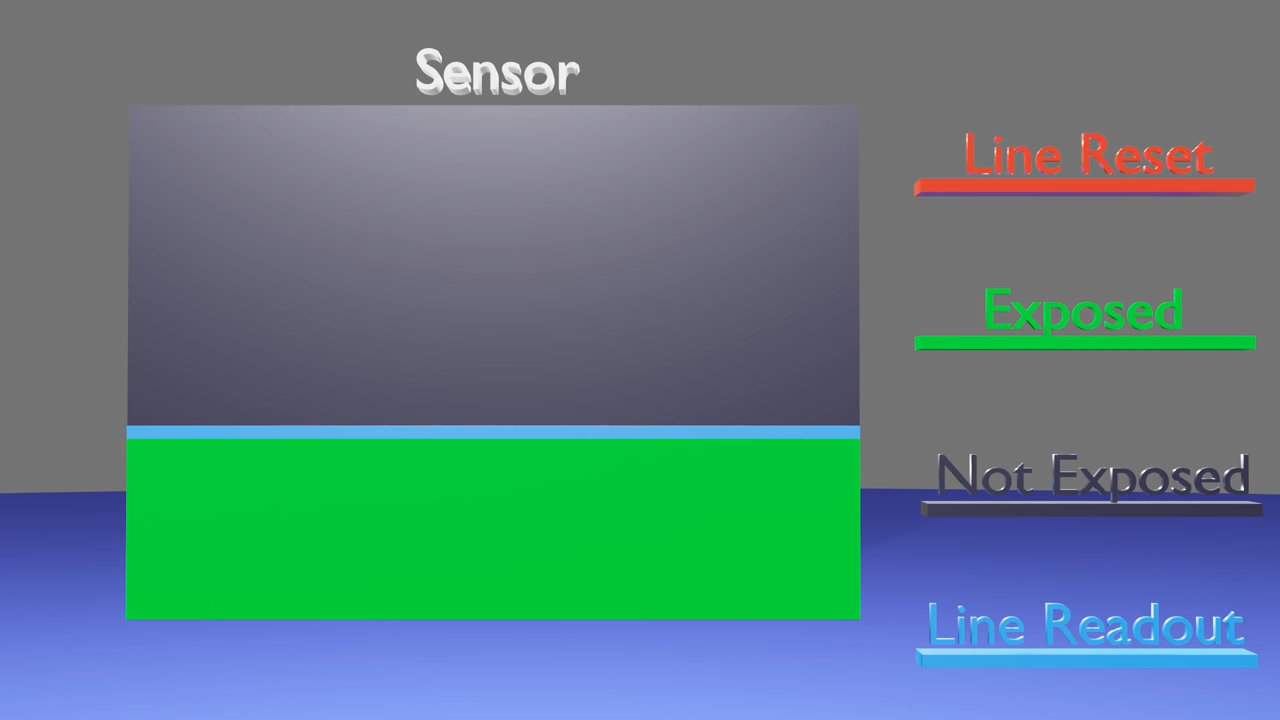 Sensor
Line Reset
Exposed
Not Exposed
Line Readout